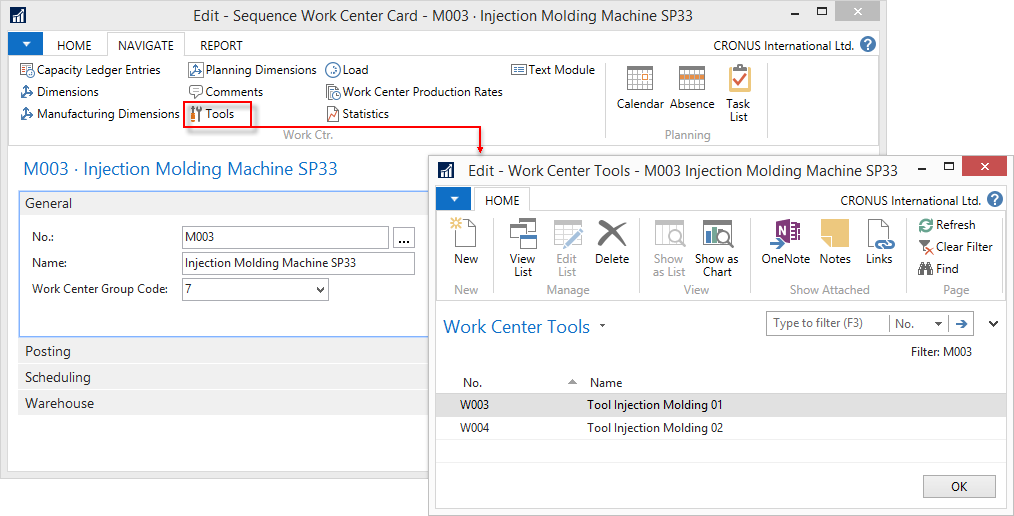 Edit - Sequence Work Center Card - M003 · Injection Molding Machine SP33
HOME NAVIGATE REPORT CRONUS International Ltd.
Capacity Ledger Entries Planning Dimensions Load Text Module
Dimensions Comments Work Center Production Rates
Manufacturing Dimensions Tools Statistics
Calendar Absence Task List
Work Ctr. Planning
M003 · Injection Molding Machine SP33
General
No.: M003 ...
Name: Injection Molding Machine SP33
Work Center Group Code: 7
Posting
Scheduling
Warehouse
Edit - Work Center Tools - M003 Injection Molding Machine SP33
HOME CRONUS International Ltd.
New View List Edit List Delete Show as List Show as Chart OneNote Notes Links
Refresh
Clear Filter
Find
New Manage View Show Attached Page
Work Center Tools Type to filter (F3) No.
Filter: M003
No. Name
W003 Tool Injection Molding 01
W004 Tool Injection Molding 02
OK